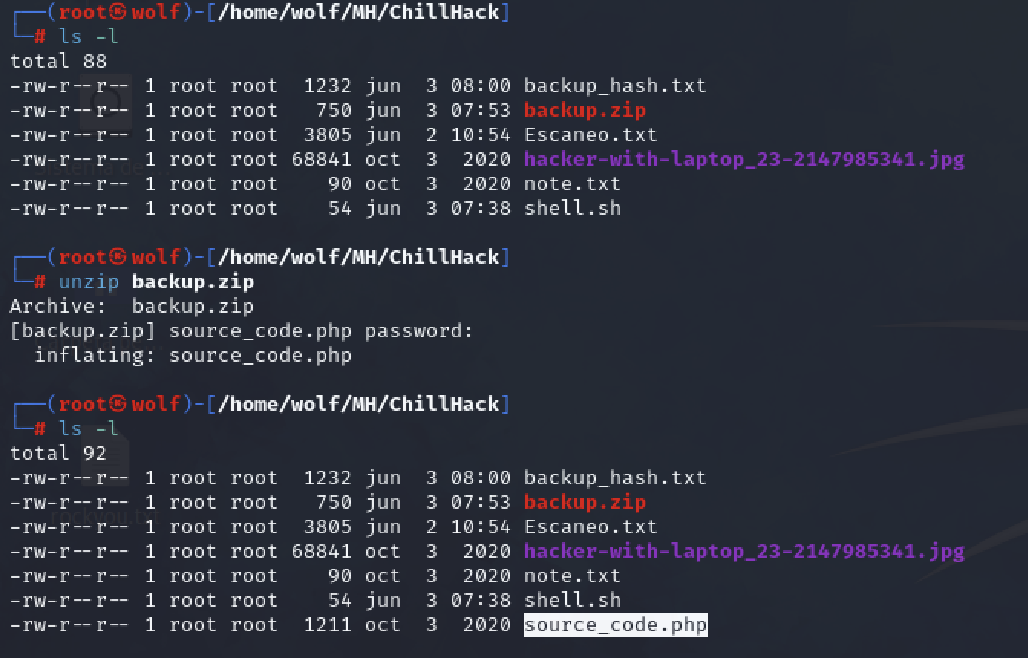 ┌──(root㉿wolf)-[/home/wolf/MH/ChillHack]
└─# ls -l
total 88
-rw-r--r-- 1 root root  1232 jun  3 08:00 backup_hash.txt
-rw-r--r-- 1 root root   750 jun  3 07:53 backup.zip
-rw-r--r-- 1 root root  3805 jun  2 10:54 Escaneo.txt
-rw-r--r-- 1 root root 68841 oct  3  2020 hacker-with-laptop_23-2147985341.jpg
-rw-r--r-- 1 root root    90 oct  3  2020 note.txt
-rw-r--r-- 1 root root    54 jun  3 07:38 shell.sh
┌──(root㉿wolf)-[/home/wolf/MH/ChillHack]
└─# unzip backup.zip
Archive:  backup.zip
[backup.zip] source_code.php password:
  inflating: source_code.php
┌──(root㉿wolf)-[/home/wolf/MH/ChillHack]
└─# ls -l
total 92
-rw-r--r-- 1 root root  1232 jun  3 08:00 backup_hash.txt
-rw-r--r-- 1 root root   750 jun  3 07:53 backup.zip
-rw-r--r-- 1 root root  3805 jun  2 10:54 Escaneo.txt
rockyou.txt
-rw-r--r-- 1 root root 68841 oct  3  2020 hacker-with-laptop_23-2147985341.jpg
-rw-r--r-- 1 root root    90 oct  3  2020 note.txt
-rw-r--r-- 1 root root    54 jun  3 07:38 shell.sh
-rw-r--r-- 1 root root  1211 oct  3  2020 source_code.php